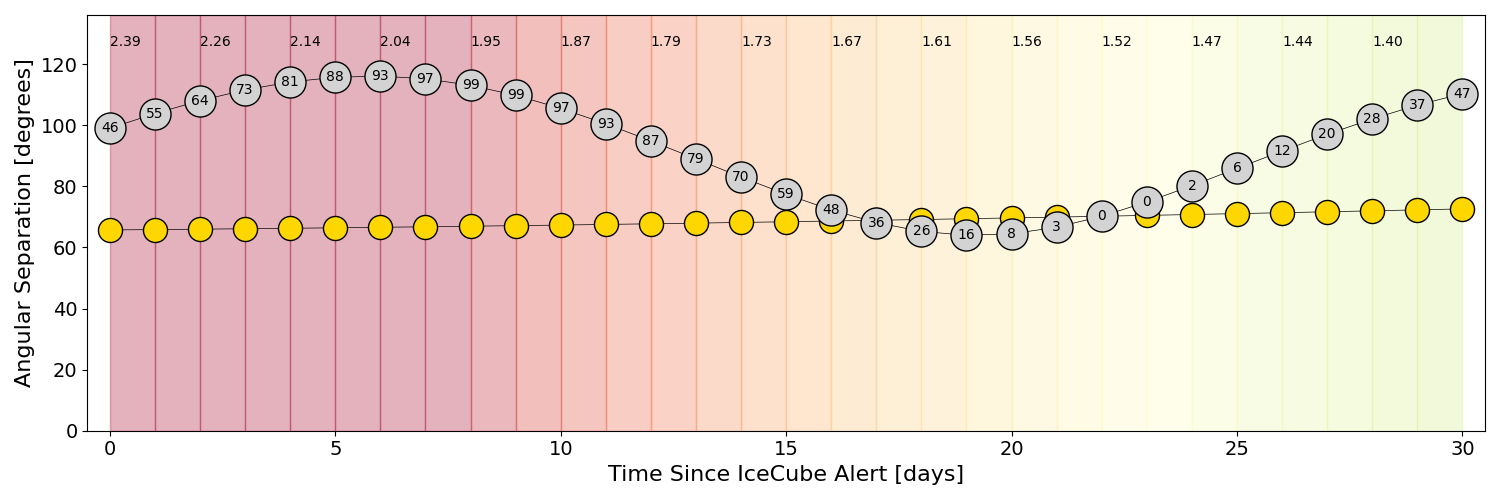 2.39 2.26 2.14 2.04 1.95 1.87 1.79 1.73 1.67 1.61 1.56 1.52 1.47 1.44 1.40
46 55 64 73 81 88 93 97 99 99 97 93 87 79 70 59 48 36 26 16 8 3 0 0 2 6 12 20 28 37 47
Angular Separation [degrees]
120
100
80
60
40
20
0
0 5 10 15 20 25 30
Time Since IceCube Alert [days]